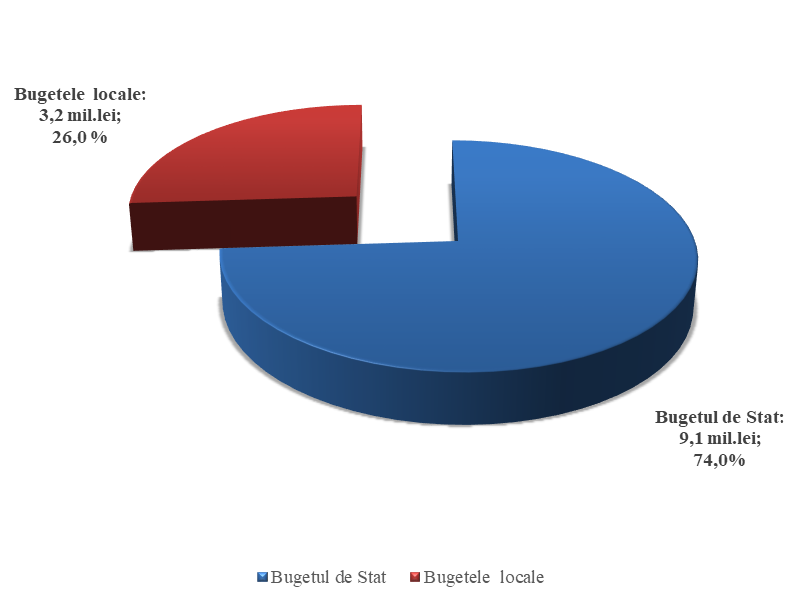 Bugetele locale:
3,2 mil.lei;
26,0 %
Bugetul de Stat:
9,1 mil.lei;
74,0%
Bugetul de Stat
Bugetele locale